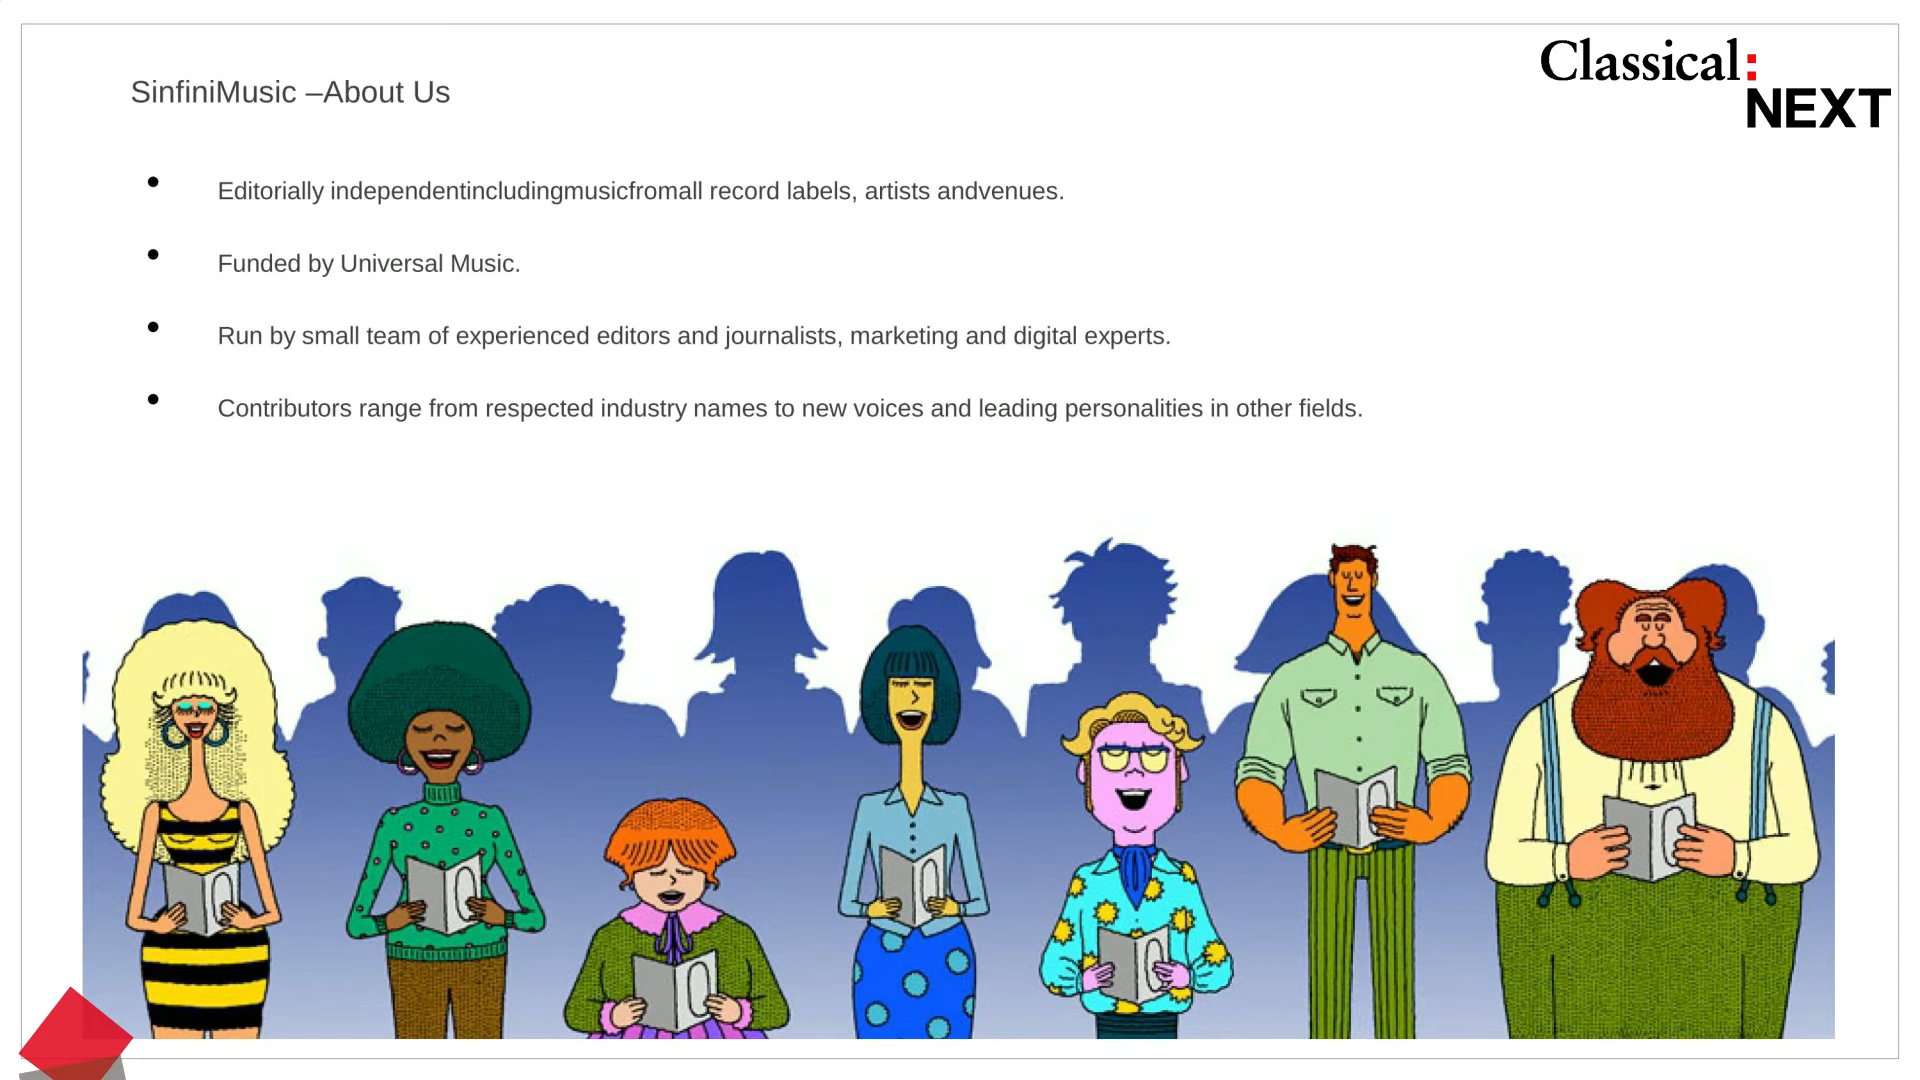 Classical:
NEXT
SinfiniMusic –About Us
• Editorially independentincludingmusicfromall record labels, artists andvenues.
• Funded by Universal Music.
• Run by small team of experienced editors and journalists, marketing and digital experts.
• Contributors range from respected industry names to new voices and leading personalities in other fields.